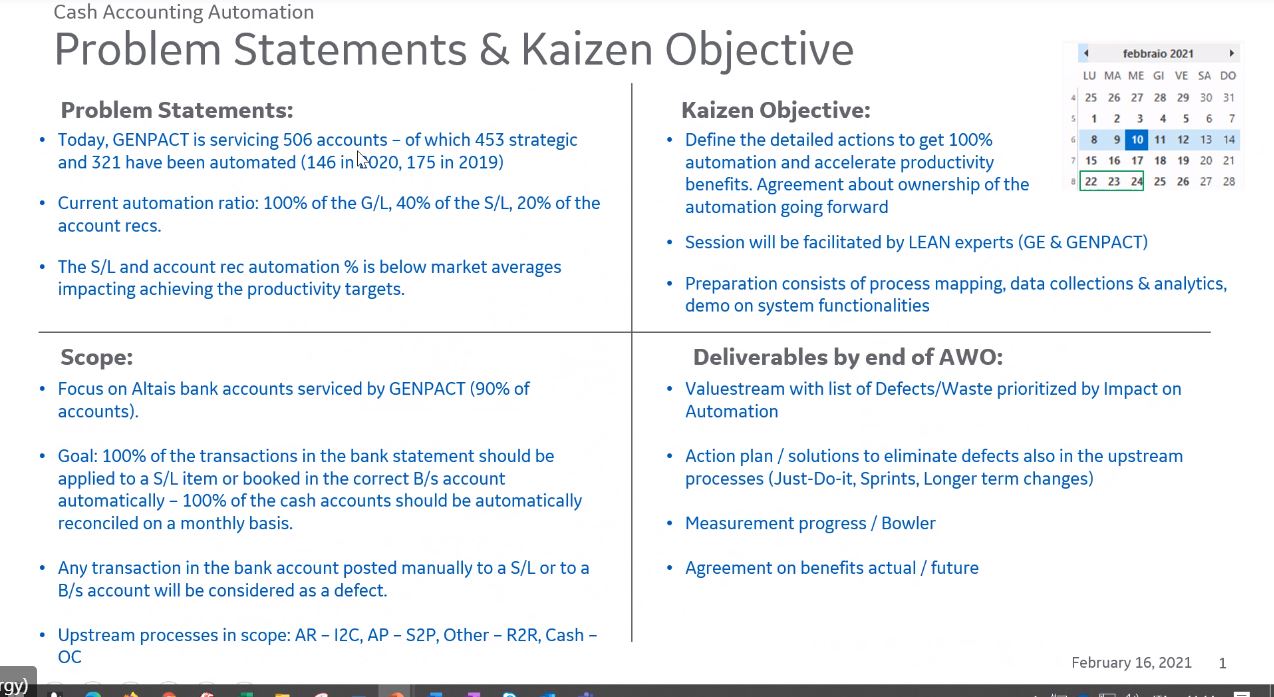 Cash Accounting Automation
Problem Statements & Kaizen Objective
Problem Statements:
• Today, GENPACT is servicing 506 accounts – of which 453 strategic
and 321 have been automated (146 in 2020, 175 in 2019)
• Current automation ratio: 100% of the G/L, 40% of the S/L, 20% of the
account recs.
• The S/L and account rec automation % is below market averages
impacting achieving the productivity targets.
Kaizen Objective:
• Define the detailed actions to get 100%
automation and accelerate productivity
benefits. Agreement about ownership of the
automation going forward
• Session will be facilitated by LEAN experts (GE & GENPACT)
• Preparation consists of process mapping, data collections & analytics,
demo on system functionalities
febbraio 2021
LU MA ME GI VE SA DO
4 25 26 27 28 29 30 31
5 1 2 3 4 5 6 7
6 8 9 10 11 12 13 14
7 15 16 17 18 19 20 21
8 22 23 24 25 26 27 28
Scope:
• Focus on Altais bank accounts serviced by GENPACT (90% of
accounts).
• Goal: 100% of the transactions in the bank statement should be
applied to a S/L item or booked in the correct B/s account
automatically – 100% of the cash accounts should be automatically
reconciled on a monthly basis.
• Any transaction in the bank account posted manually to a S/L or to a
B/s account will be considered as a defect.
• Upstream processes in scope: AR – I2C, AP – S2P, Other – R2R, Cash –
OC
Deliverables by end of AWO:
• Valuestream with list of Defects/Waste prioritized by Impact on
Automation
• Action plan / solutions to eliminate defects also in the upstream
processes (Just-Do-it, Sprints, Longer term changes)
• Measurement progress / Bowler
• Agreement on benefits actual / future
February 16, 2021 1
rgy)